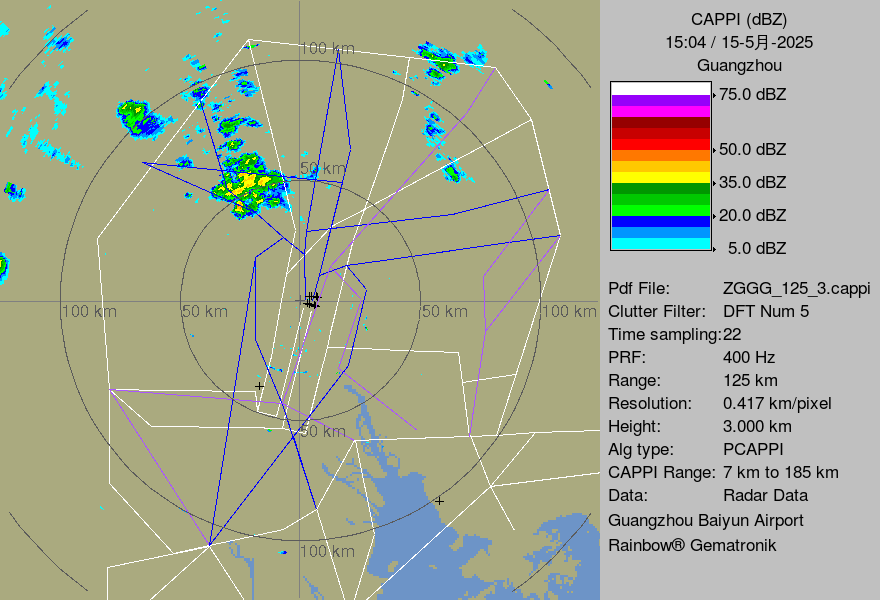 100 km
50 km
100 km
50 km
50 km
100 km
50 km
100 km
CAPPI (dBZ)
15:04 / 15-5月-2025
Guangzhou
75.0 dBZ
50.0 dBZ
35.0 dBZ
20.0 dBZ
5.0 dBZ
Pdf File: ZGGG_125_3.cappi
Clutter Filter: DFT Num 5
Time sampling:22
PRF: 400 Hz
Range: 125 km
Resolution: 0.417 km/pixel
Height: 3.000 km
Alg type: PCAPPI
CAPPI Range: 7 km to 185 km
Data: Radar Data
Guangzhou Baiyun Airport
Rainbow® Gematronik